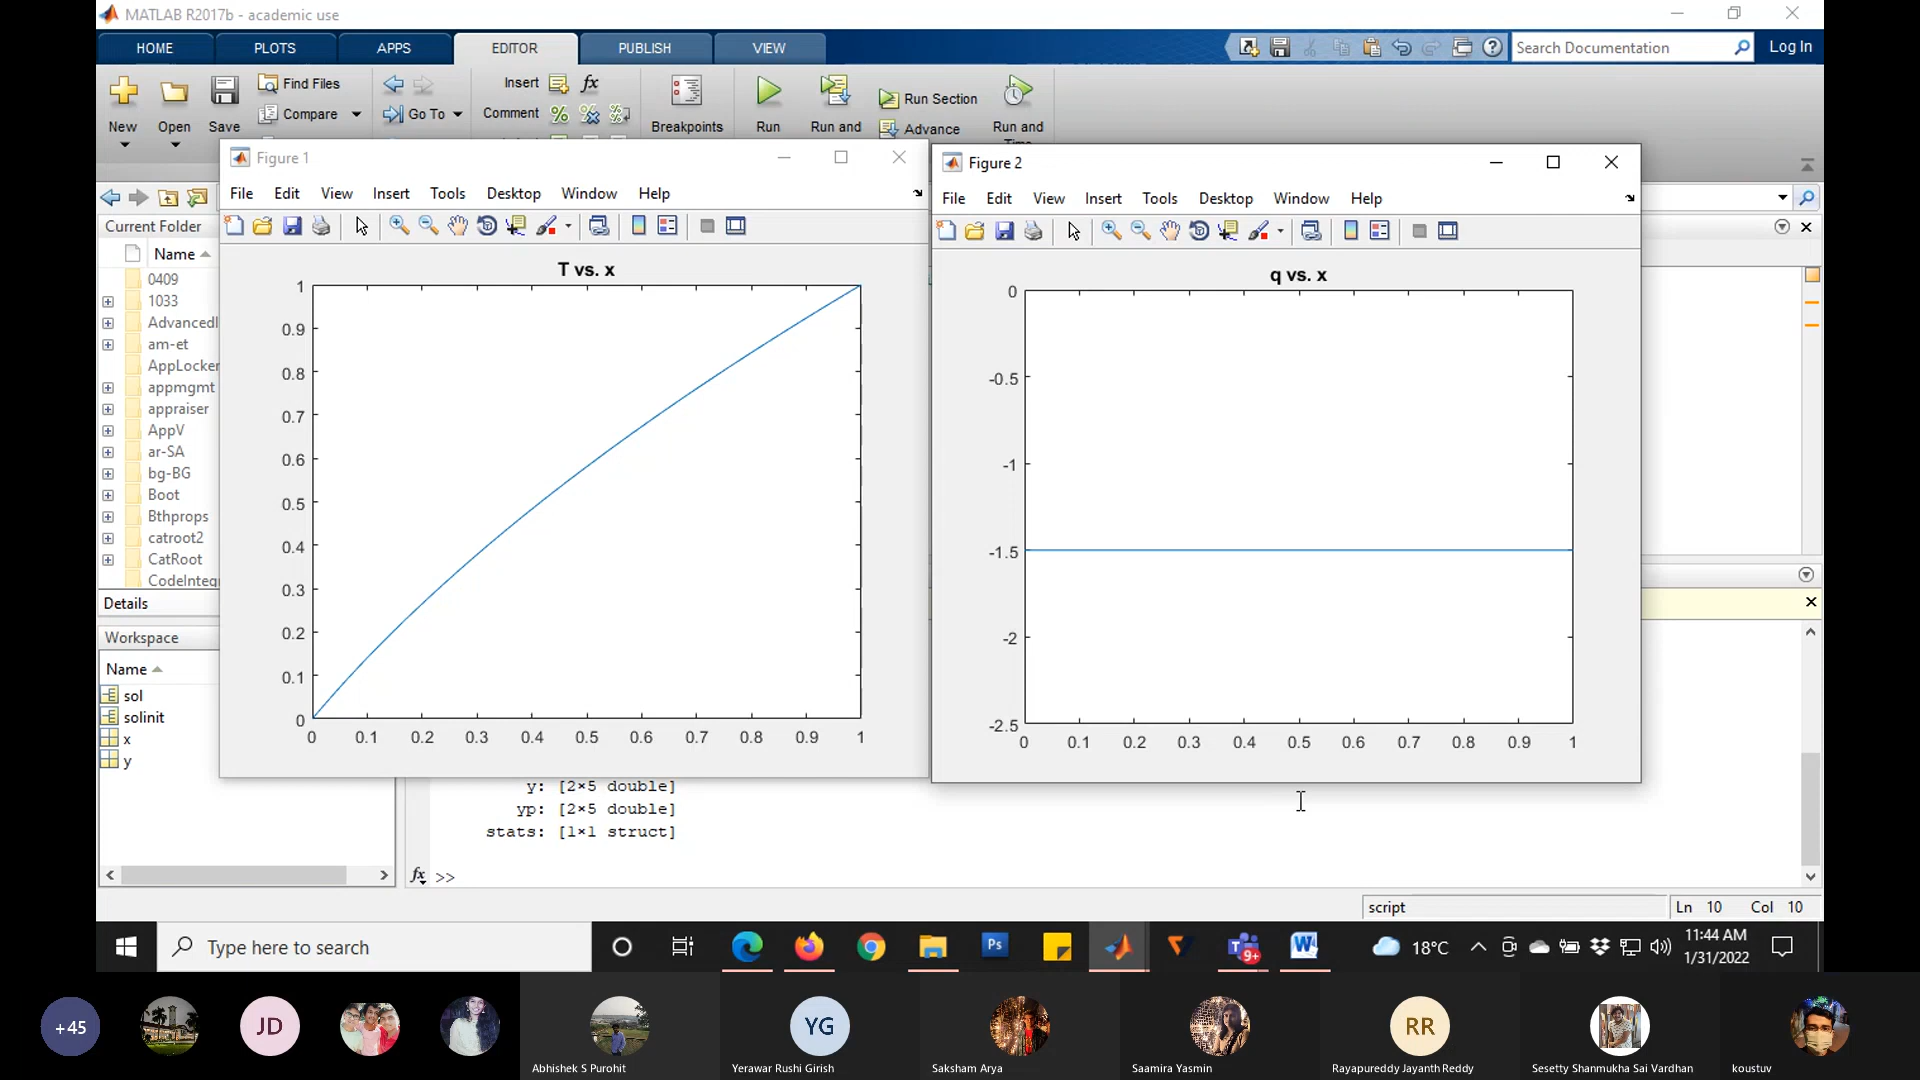 MATLAB R2017b - academic use
HOME PLOTS APPS EDITOR PUBLISH VIEW
Search Documentation
Log In
New Open Save
Find Files
Compare
Go To
Insert fx
Comment
Breakpoints
Run
Run and
Run Section
Advance
Run and
Time
Current Folder
Name
0409
1033
AdvancedI
am-et
AppLocker
appmgmt
appraiser
AppV
ar-SA
bg-BG
Boot
Bthprops
catroot2
CatRoot
CodeInteg
Details
Workspace
Name
sol
solinit
x
y
Figure 1
File Edit View Insert Tools Desktop Window Help
T vs. x
1
0.9
0.8
0.7
0.6
0.5
0.4
0.3
0.2
0.1
0
0 0.1 0.2 0.3 0.4 0.5 0.6 0.7 0.8 0.9 1
Figure 2
File Edit View Insert Tools Desktop Window Help
q vs. x
0
-0.5
-1
-1.5
-2
-2.5
0 0.1 0.2 0.3 0.4 0.5 0.6 0.7 0.8 0.9 1
y: [2×5 double]
yp: [2×5 double]
stats: [1×1 struct]
fx >>
script
Ln 10 Col 10
Type here to search
Ps
9+
W
18°C
11:44 AM
1/31/2022
+45
JD
YG
RR
Abhishek S Purohit
Yerawar Rushi Girish
Saksham Arya
Saamira Yasmin
Rayapureddy Jayanth Reddy
Sesetty Shanmukha Sai Vardhan
koustuv